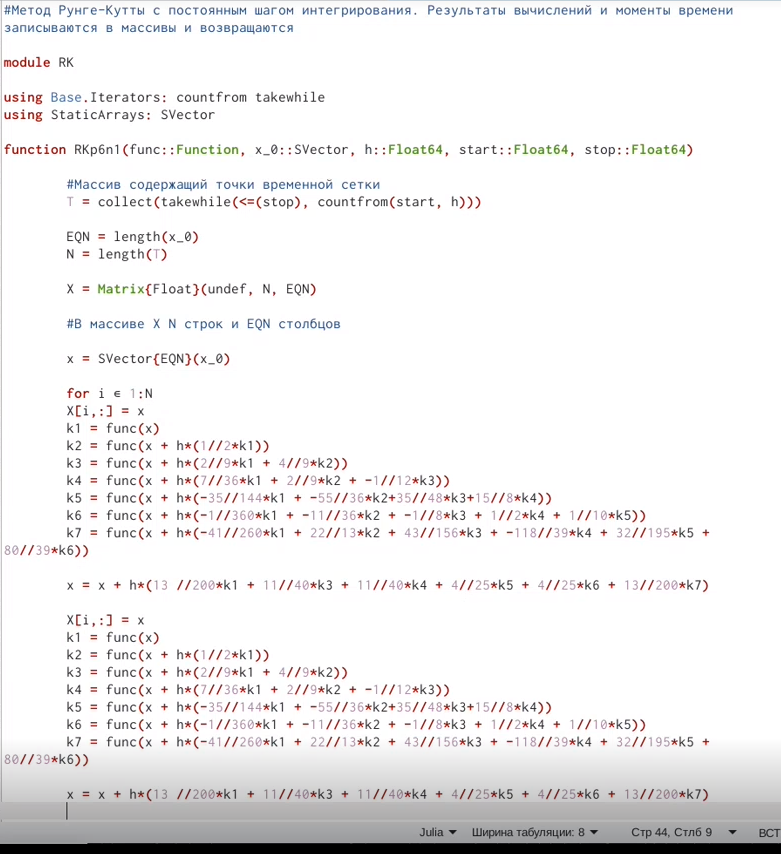 #Метод Рунге-Кутты с постоянным шагом интегрирования. Результаты вычислений и моменты времени
записываются в массивы и возвращаются
module RK
using Base.Iterators: countfrom takewhile
using StaticArrays: SVector
function RKp6n1(func::Function, x_0::SVector, h::Float64, start::Float64, stop::Float64)
#Массив содержащий точки временной сетки
T = collect(takewhile(<=(stop), countfrom(start, h)))
EQN = length(x_0)
N = length(T)
X = Matrix{Float}(undef, N, EQN)
#В массиве X N строк и EQN столбцов
x = SVector{EQN}(x_0)
for i ∈ 1:N
X[i,:] = x
k1 = func(x)
k2 = func(x + h*(1//2*k1))
k3 = func(x + h*(2//9*k1 + 4//9*k2))
k4 = func(x + h*(7//36*k1 + 2//9*k2 + -1//12*k3))
k5 = func(x + h*(-35//144*k1 + -55//36*k2+35//48*k3+15//8*k4))
k6 = func(x + h*(-1//360*k1 + -11//36*k2 + -1//8*k3 + 1//2*k4 + 1//10*k5))
k7 = func(x + h*(-41//260*k1 + 22//13*k2 + 43//156*k3 + -118//39*k4 + 32//195*k5 +
80//39*k6))
x = x + h*(13 //200*k1 + 11//40*k3 + 11//40*k4 + 4//25*k5 + 4//25*k6 + 13//200*k7)
X[i,:] = x
k1 = func(x)
k2 = func(x + h*(1//2*k1))
k3 = func(x + h*(2//9*k1 + 4//9*k2))
k4 = func(x + h*(7//36*k1 + 2//9*k2 + -1//12*k3))
k5 = func(x + h*(-35//144*k1 + -55//36*k2+35//48*k3+15//8*k4))
k6 = func(x + h*(-1//360*k1 + -11//36*k2 + -1//8*k3 + 1//2*k4 + 1//10*k5))
k7 = func(x + h*(-41//260*k1 + 22//13*k2 + 43//156*k3 + -118//39*k4 + 32//195*k5 +
80//39*k6))
x = x + h*(13 //200*k1 + 11//40*k3 + 11//40*k4 + 4//25*k5 + 4//25*k6 + 13//200*k7)
Julia Ширина табуляции: 8 Стр 44, Стлб 9 ВСТ